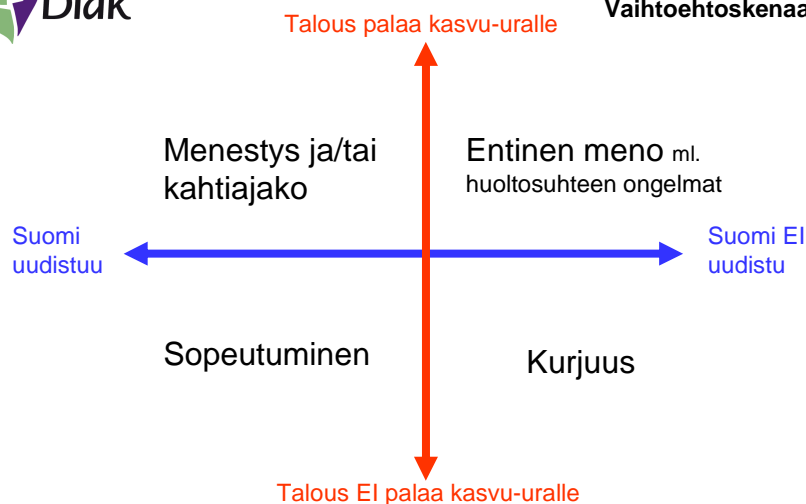 Diak
Vaihtoehtoskenaa
Talous palaa kasvu-uralle
Menestys ja/tai
kahtiajako
Entinen meno ml.
huoltosuhteen ongelmat
Suomi
uudistuu
Suomi EI
uudistu
Sopeutuminen
Kurjuus
Talous EI palaa kasvu-uralle